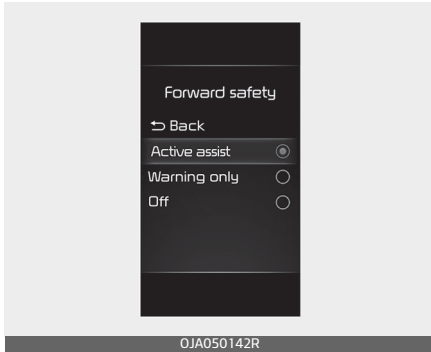 Forward safety
Back
Active assist
Warning only
Off
OJA050142R